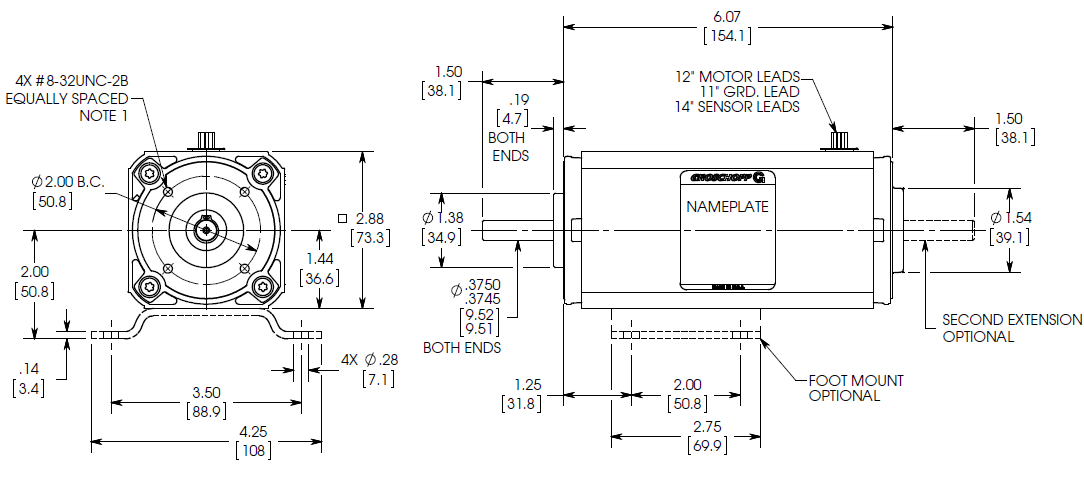 4X #8-32UNC-2B
EQUALLY SPACED
NOTE 1
Ø2.00 B.C.
[50.8]
2.00
[50.8]
.14
[3.4]
□ 2.88
[73.3]
1.44
[36.6]
4X Ø.28
[7.1]
3.50
[88.9]
4.25
[108]
6.07
[154.1]
1.50
[38.1]
.19
[4.7]
BOTH
ENDS
12" MOTOR LEADS
11" GRD. LEAD
14" SENSOR LEADS
1.50
[38.1]
GROSCHOPP
NAMEPLATE
Ø1.38
[34.9]
Ø1.54
[39.1]
Ø.3750
.3745
[9.52]
[9.51]
BOTH ENDS
SECOND EXTENSION
OPTIONAL
FOOT MOUNT
OPTIONAL
1.25
[31.8]
2.00
[50.8]
2.75
[69.9]